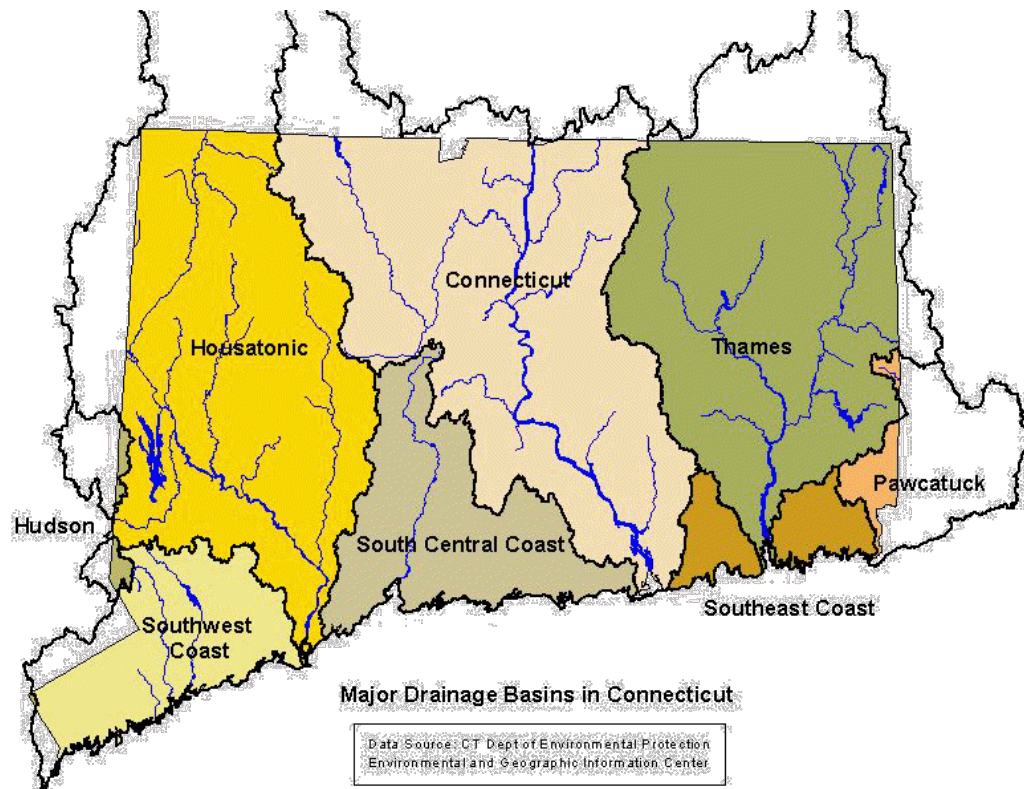 Connecticut
Housatonic
Thames
Pawcatuck
Hudson
South Central Coast
Southeast Coast
Southwest
Coast
Major Drainage Basins in Connecticut
Data Source: CT Dept of Environmental Protection
Environmental and Geographic Information Center